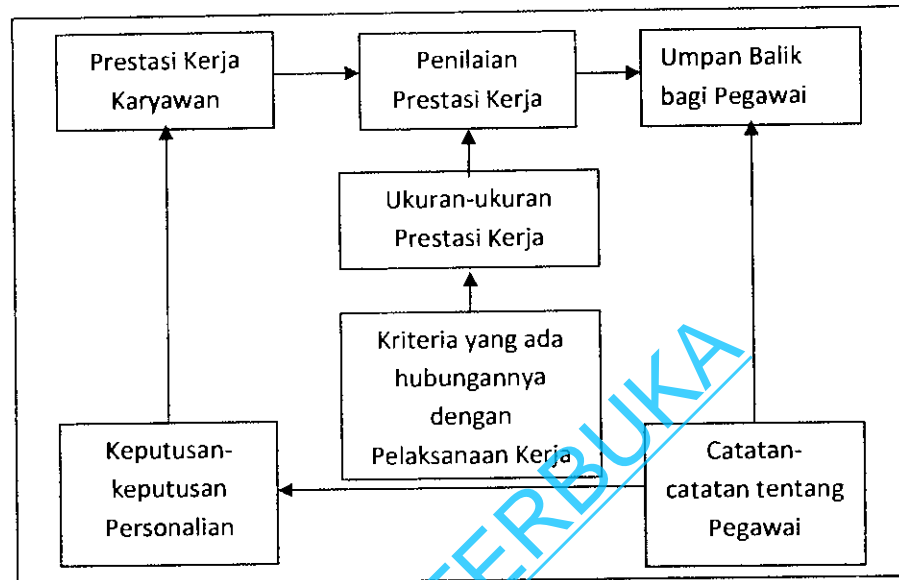 Prestasi Kerja
Karyawan
Penilaian
Prestasi Kerja
Umpan Balik
bagi Pegawai
Ukuran-ukuran
Prestasi Kerja
Kriteria yang ada
hubungannya
dengan
Pelaksanaan Kerja
Keputusan-
keputusan
Personalian
Catatan-
catatan tentang
Pegawai
TERBUKA